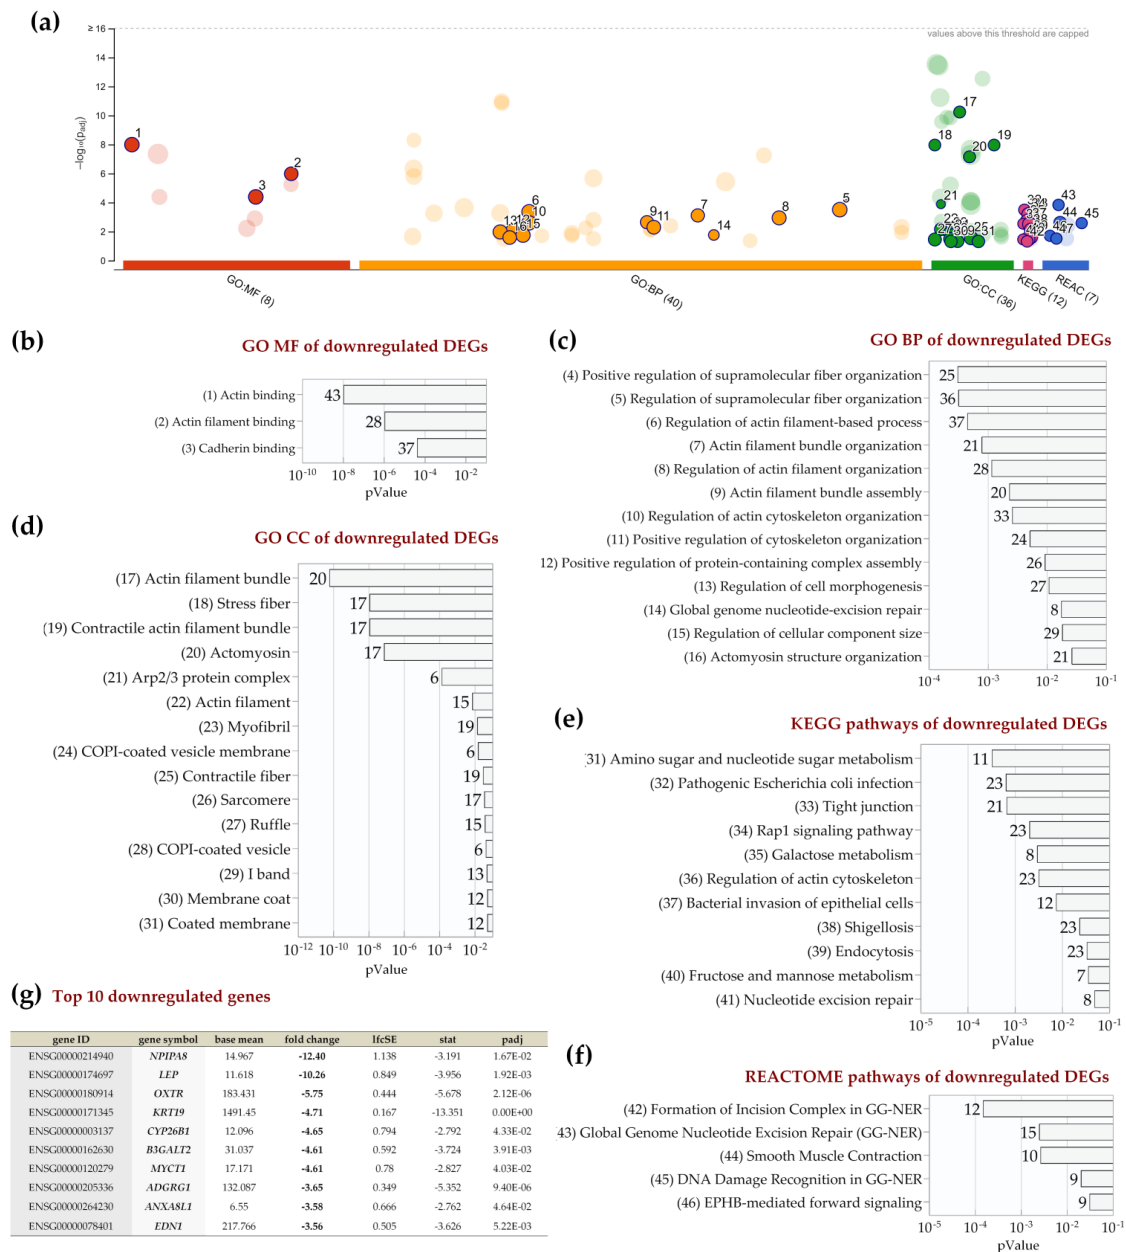 (a)
values above this threshold are capped
≥ 16
14
12
10
8
6
4
2
0
−log10(padj)
1
2
3
6
10
15
16
9
11
7
14
8
5
17
18
19
20
21
43
44
45
GO:MF (8)
GO:BP (40)
GO:CC (36)
KEGG (12)
REAC (7)
(b)
GO MF of downregulated DEGs
(1) Actin binding 43
(2) Actin filament binding 28
(3) Cadherin binding 37
10-10 10-8 10-6 10-4 10-2
pValue
(c)
GO BP of downregulated DEGs
(4) Positive regulation of supramolecular fiber organization 25
(5) Regulation of supramolecular fiber organization 36
(6) Regulation of actin filament-based process 37
(7) Actin filament bundle organization 21
(8) Regulation of actin filament organization 28
(9) Actin filament bundle assembly 20
(10) Regulation of actin cytoskeleton organization 33
(11) Positive regulation of cytoskeleton organization 24
12) Positive regulation of protein-containing complex assembly 26
(13) Regulation of cell morphogenesis 27
(14) Global genome nucleotide-excision repair 8
(15) Regulation of cellular component size 29
(16) Actomyosin structure organization 21
10-4 10-3 10-2 10-1
(d)
GO CC of downregulated DEGs
(17) Actin filament bundle 20
(18) Stress fiber 17
(19) Contractile actin filament bundle 17
(20) Actomyosin 17
(21) Arp2/3 protein complex 6
(22) Actin filament 15
(23) Myofibril 19
(24) COPI-coated vesicle membrane 6
(25) Contractile fiber 19
(26) Sarcomere 17
(27) Ruffle 15
(28) COPI-coated vesicle 6
(29) I band 13
(30) Membrane coat 12
(31) Coated membrane 12
10-12 10-10 10-8 10-6 10-4 10-2
pValue
(e)
KEGG pathways of downregulated DEGs
(31) Amino sugar and nucleotide sugar metabolism 11
(32) Pathogenic Escherichia coli infection 23
(33) Tight junction 21
(34) Rap1 signaling pathway 23
(35) Galactose metabolism 8
(36) Regulation of actin cytoskeleton 23
(37) Bacterial invasion of epithelial cells 12
(38) Shigellosis 23
(39) Endocytosis 23
(40) Fructose and mannose metabolism 7
(41) Nucleotide excision repair 8
10-5 10-4 10-3 10-2 10-1
pValue
(f)
REACTOME pathways of downregulated DEGs
(42) Formation of Incision Complex in GG-NER 12
43) Global Genome Nucleotide Excision Repair (GG-NER) 15
(44) Smooth Muscle Contraction 10
(45) DNA Damage Recognition in GG-NER 9
(46) EPHB-mediated forward signaling 9
10-5 10-4 10-3 10-2 10-1
pValue
(g) Top 10 downregulated genes
gene ID gene symbol base mean fold change lfcSE stat padj
ENSG00000214940 NPIPA8 14.967 -12.40 1.138 -3.191 1.67E-02
ENSG00000174697 LEP 11.618 -10.26 0.849 -3.956 1.92E-03
ENSG00000180914 OXTR 183.431 -5.75 0.444 -5.678 2.12E-06
ENSG00000171345 KRT19 1491.45 -4.71 0.167 -13.351 0.00E+00
ENSG00000003137 CYP26B1 12.096 -4.65 0.794 -2.792 4.33E-02
ENSG00000162630 B3GALT2 31.037 -4.61 0.592 -3.724 3.91E-03
ENSG00000120279 MYCT1 17.171 -4.61 0.78 -2.827 4.03E-02
ENSG00000205336 ADGRG1 132.087 -3.65 0.349 -5.352 9.40E-06
ENSG00000264230 ANXA8L1 6.55 -3.58 0.666 -2.762 4.64E-02
ENSG00000078401 EDN1 217.766 -3.56 0.505 -3.626 5.22E-03